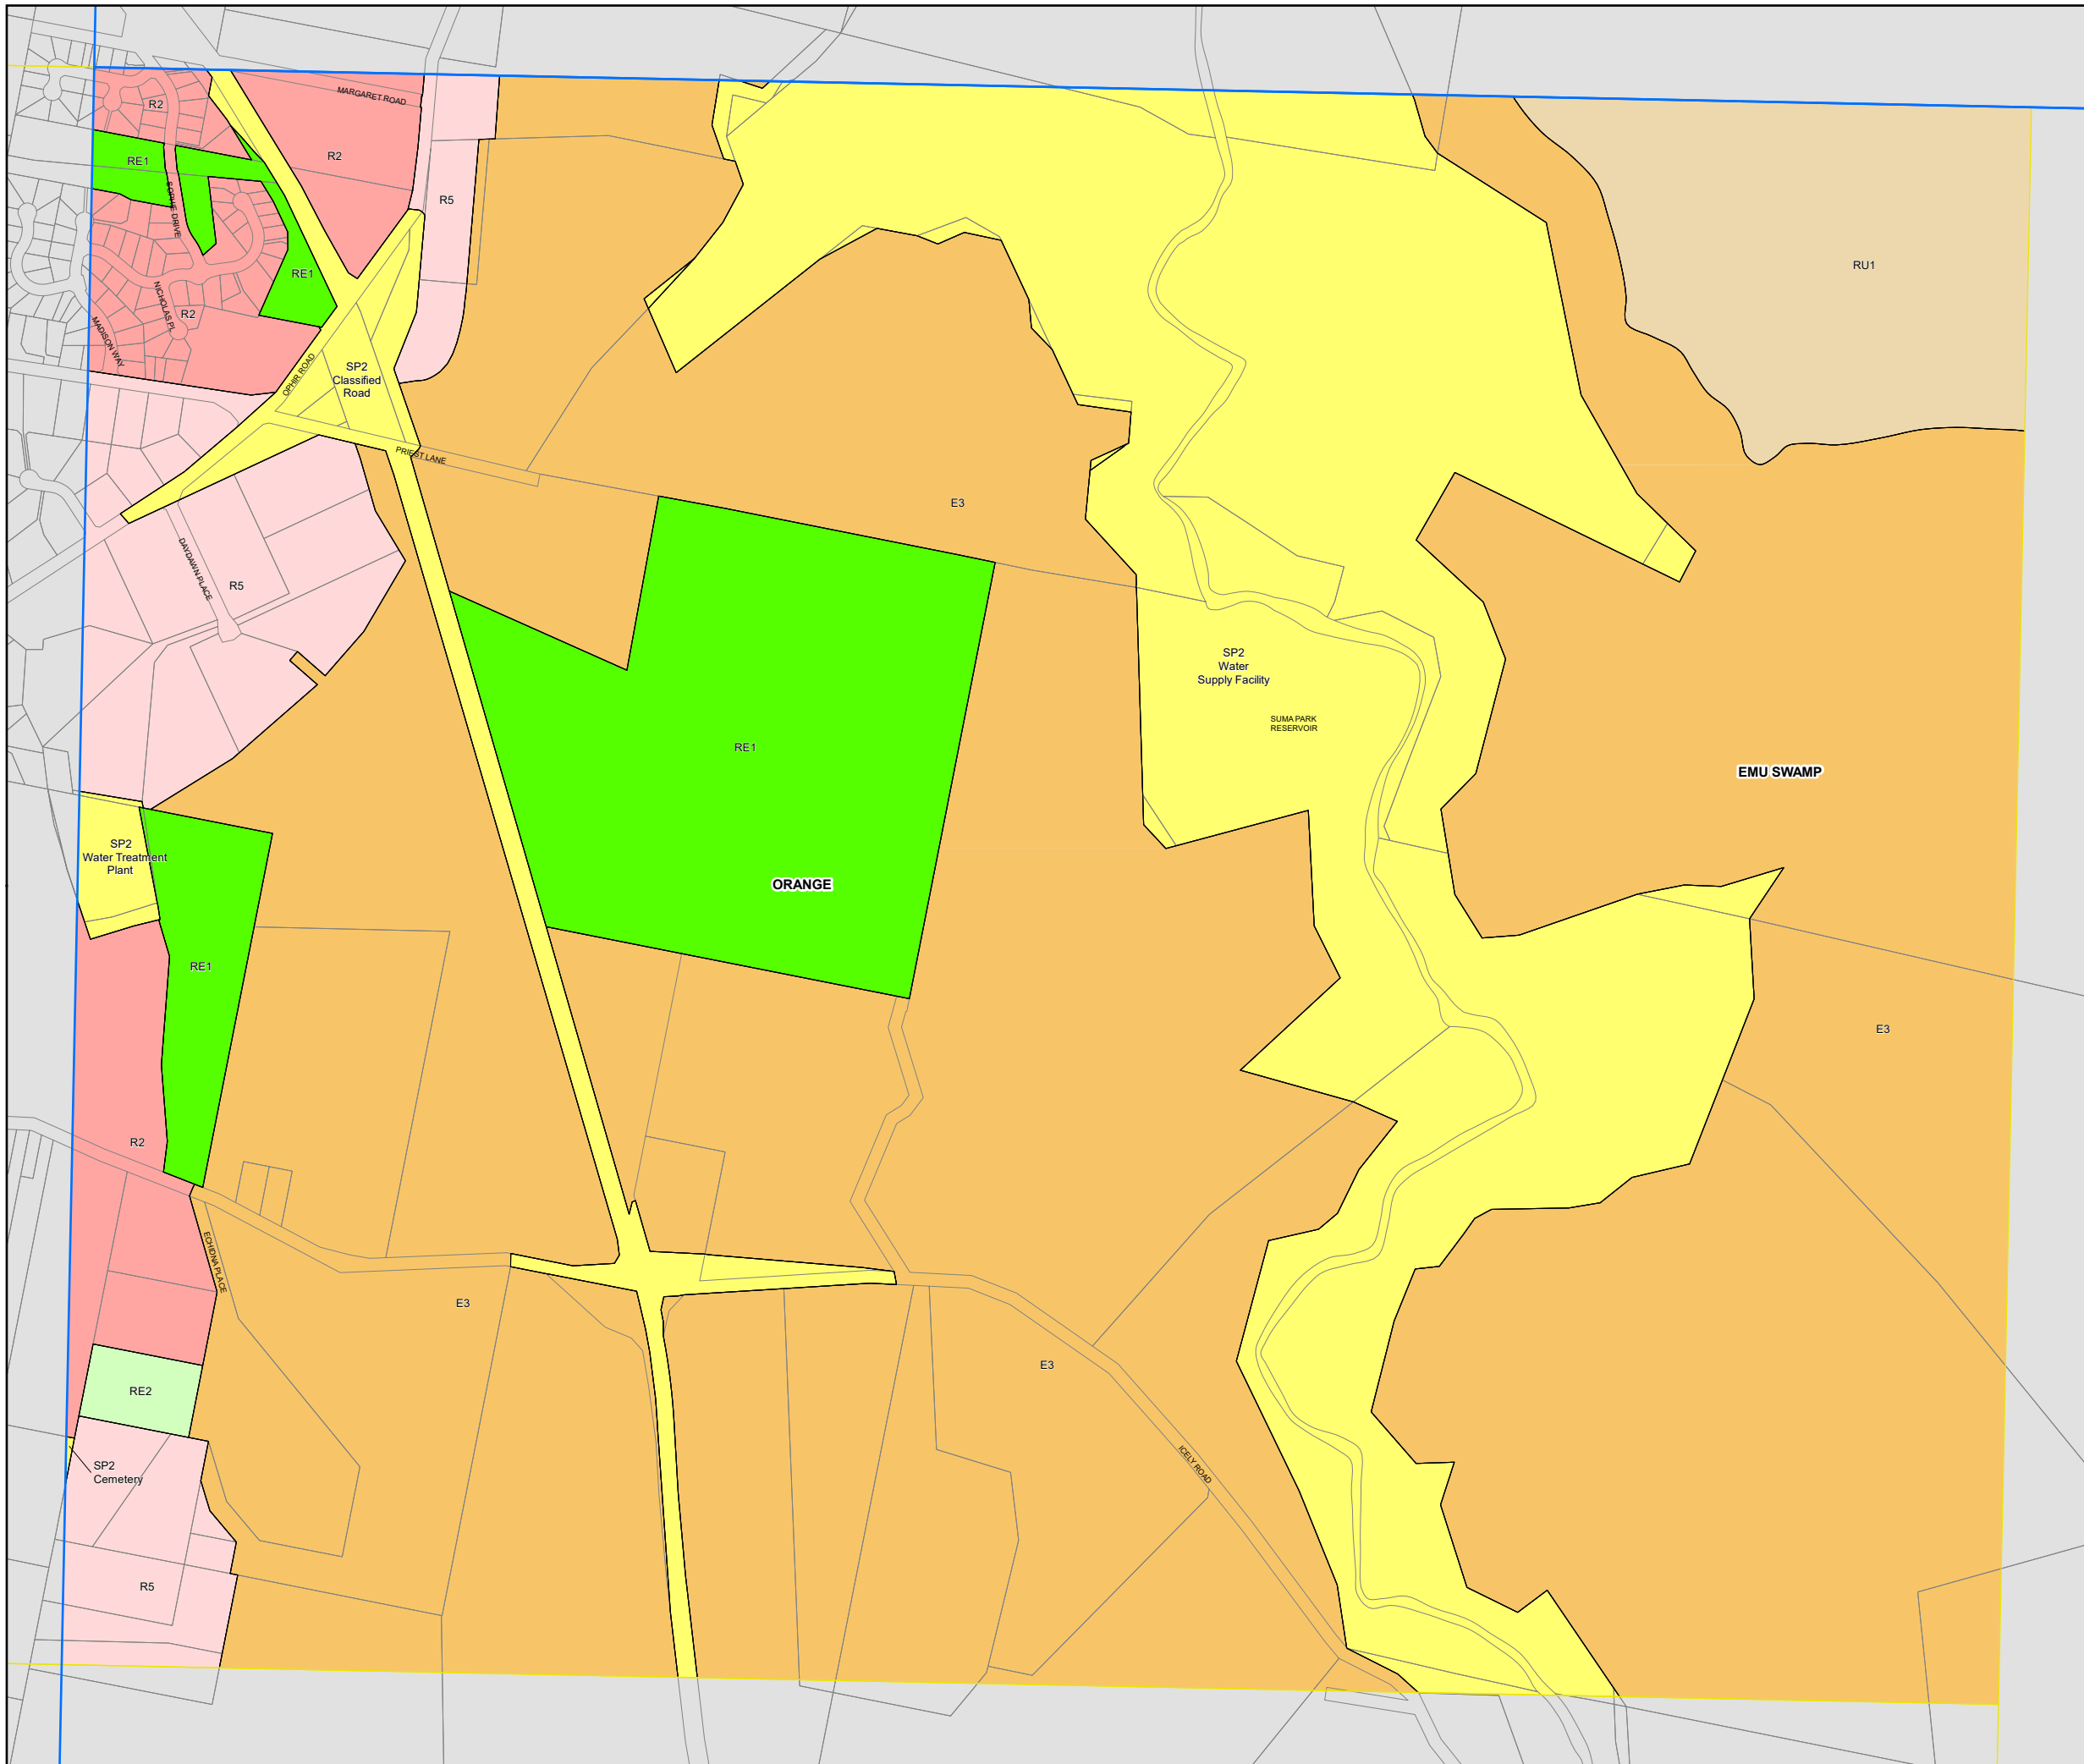 R2
MARGARET ROAD
R2
RE1
R5
SOPHIE DRIVE
RU1
RE1
NICHOLAS PL
R2
MADISON WAY
OPHIR ROAD
SP2
Classified
Road
PRIEST LANE
E3
DAYDAWN PLACE
R5
SP2
Water
Supply Facility
SUMA PARK
RESERVOIR
RE1
EMU SWAMP
SP2
Water Treatment
Plant
ORANGE
RE1
E3
R2
ECHIDNA PLACE
E3
E3
RE2
ICELY ROAD
SP2
Cemetery
R5